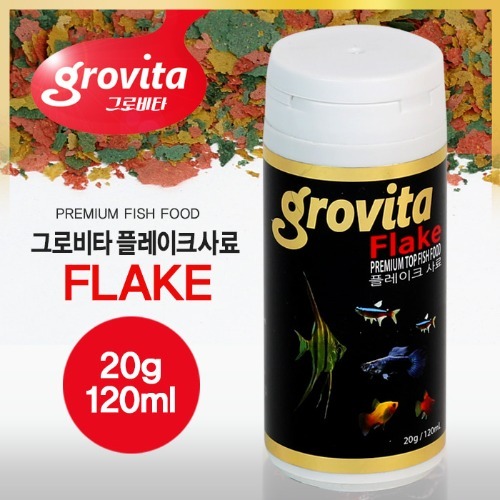 grovita
그로비타
PREMIUM FISH FOOD
그로비타 플레이크사료
FLAKE
20g
120ml
grovita
Flake
PREMIUM TOP FISH FOOD
플레이크 사료
20g / 120mL